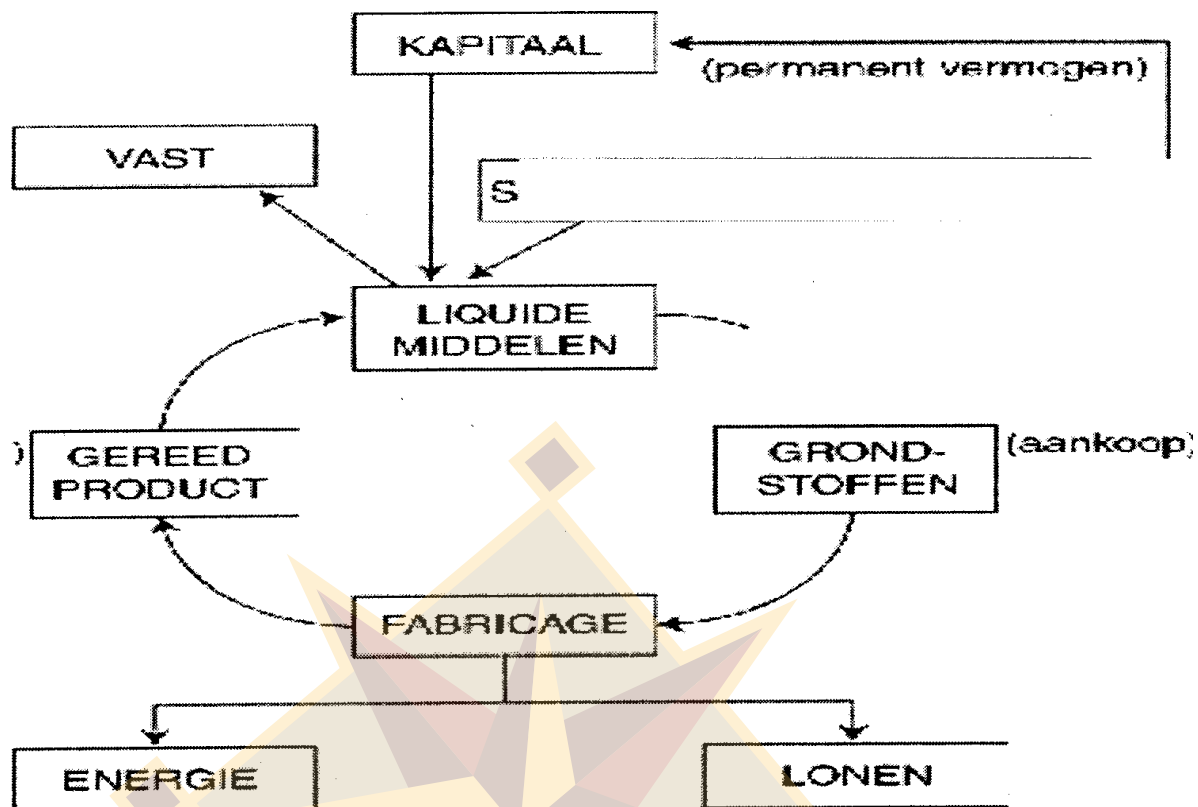 KAPITAAL
(permanent vermogen)
VAST
S
LIQUIDE
MIDDELEN
)
GEREED
PRODUCT
GROND-
STOFFEN
(aankoop)
FABRICAGE
ENERGIE
LONEN